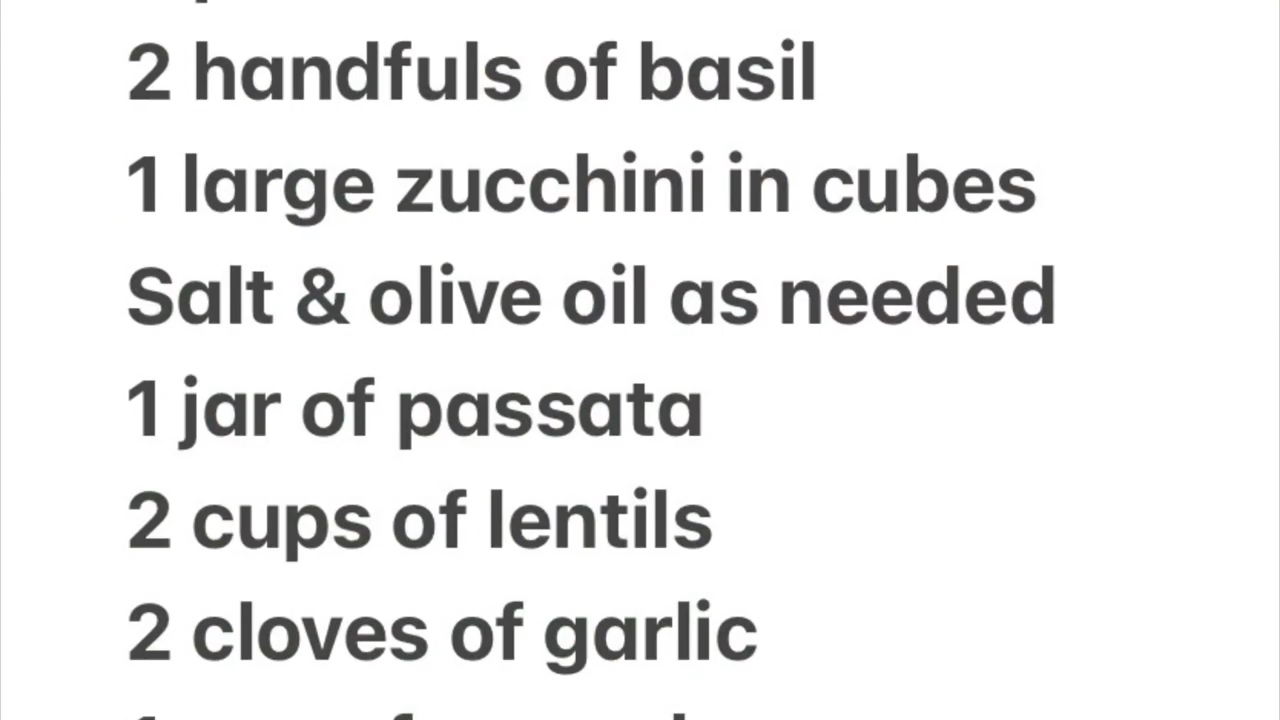 2 handfuls of basil
1 large zucchini in cubes
Salt & olive oil as needed
1 jar of passata
2 cups of lentils
2 cloves of garlic